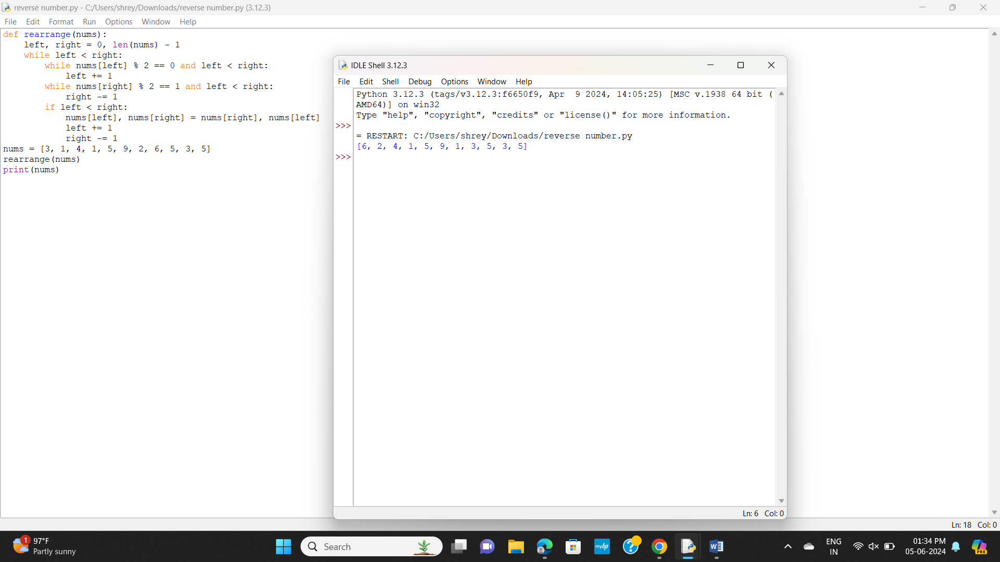 reverse number.py - C:/Users/shrey/Downloads/reverse number.py (3.12.3)
File Edit Format Run Options Window Help
def rearrange(nums):
    left, right = 0, len(nums) - 1
    while left < right:
        while nums[left] % 2 == 0 and left < right:
            left += 1
        while nums[right] % 2 == 1 and left < right:
            right -= 1
        if left < right:
            nums[left], nums[right] = nums[right], nums[left]
            left += 1
            right -= 1
nums = [3, 1, 4, 1, 5, 9, 2, 6, 5, 3, 5]
rearrange(nums)
print(nums)
IDLE Shell 3.12.3
File Edit Shell Debug Options Window Help
Python 3.12.3 (tags/v3.12.3:f6650f9, Apr  9 2024, 14:05:25) [MSC v.1938 64 bit (
AMD64)] on win32
Type "help", "copyright", "credits" or "license()" for more information.
>>>
= RESTART: C:/Users/shrey/Downloads/reverse number.py
[6, 2, 4, 1, 5, 9, 1, 3, 5, 3, 5]
>>>
Ln: 6 Col: 0
Ln: 18 Col: 0
1
97°F
Partly sunny
Search
myhp
?
W
ENG
IN
01:34 PM
05-06-2024
PRE